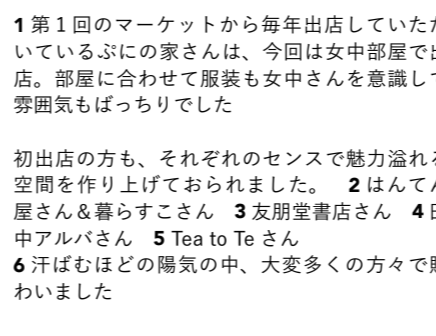 1 第１回のマーケットから毎年出店していた
いているぷにの家さんは、今回は女中部屋で
店。部屋に合わせて服装も女中さんを意識し
雰囲気もばっちりでした
初出店の方も、それぞれのセンスで魅力溢れ
空間を作り上げておられました。 2 はんて
屋さん＆暮らすこさん 3 友朋堂書店さん 4
中アルバさん 5 Tea to Te さん
6 汗ばむほどの陽気の中、大変多くの方々で
わいました